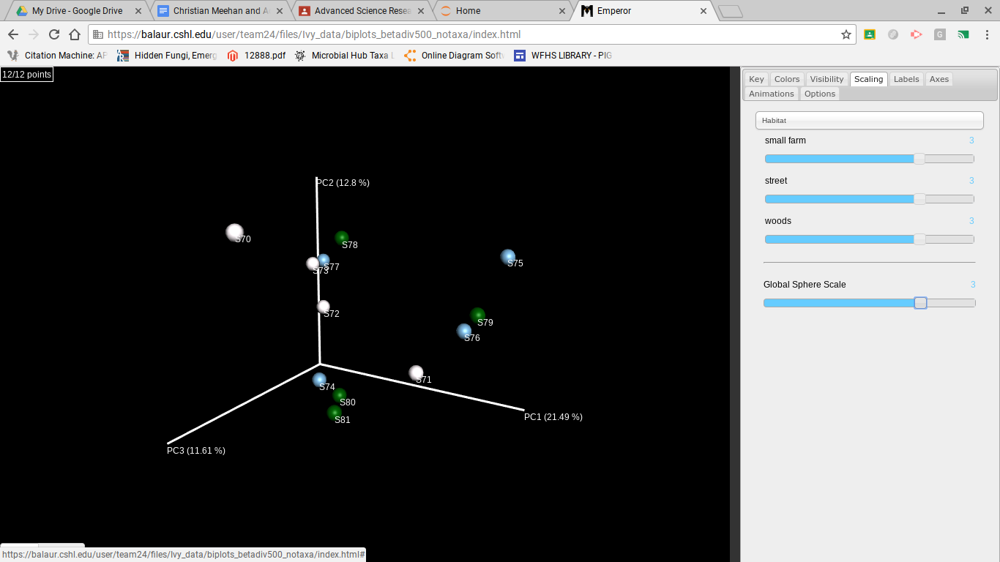 My Drive - Google Drive
Christian Meehan and A
Advanced Science Resea
Home
Emperor
https://balaur.cshl.edu/user/team24/files/Ivy_data/biplots_betadiv500_notaxa/index.html
Citation Machine: AP
Hidden Fungi, Emerg
12888.pdf
Microbial Hub Taxa
Online Diagram Softw
WFHS LIBRARY - PIG
12/12 points
Key
Colors
Visibility
Scaling
Labels
Axes
Animations
Options
Habitat
small farm 3
street 3
woods 3
Global Sphere Scale 3
PC2 (12.8 %)
S70
S78
S77
S73
S75
S72
S79
S76
S71
S74
S80
S81
PC1 (21.49 %)
PC3 (11.61 %)
https://balaur.cshl.edu/user/team24/files/Ivy_data/biplots_betadiv500_notaxa/index.html#